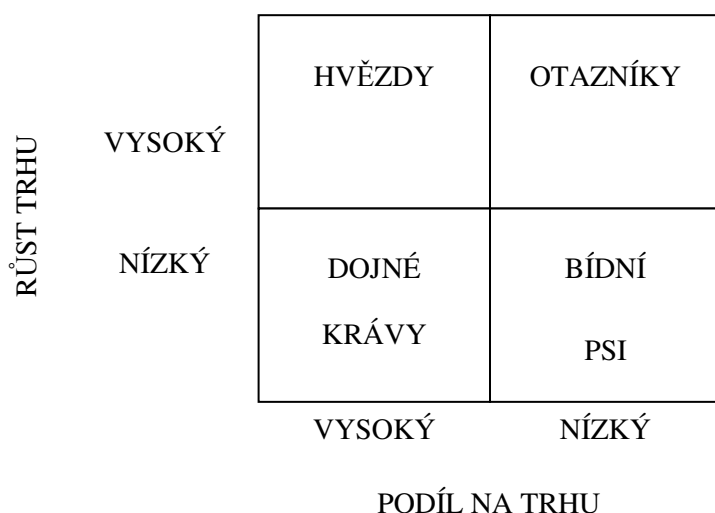 HVĚZDY OTAZNÍKY
VYSOKÝ
RŮST TRHU
NÍZKÝ DOJNÉ BÍDNÍ
KRÁVY PSI
VYSOKÝ NÍZKÝ
PODÍL NA TRHU